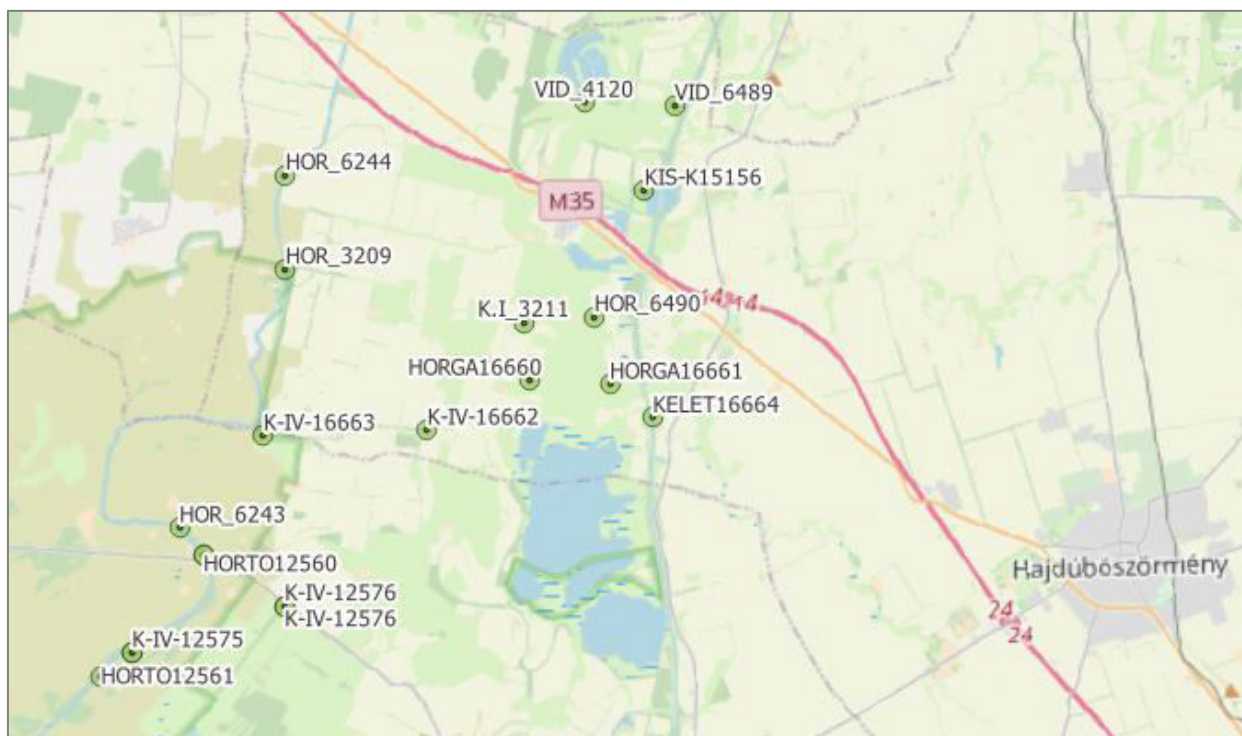 VID_4120
VID_6489
HOR_6244
KIS-K15156
M35
HOR_3209
K.I_3211
HOR_6490
HORGA16660
HORGA16661
K-IV-16663
K-IV-16662
KELET16664
HOR_6243
HORTO12560
K-IV-12576
K-IV-12576
Hajdúböszörmény
24
24
K-IV-12575
HORTO12561